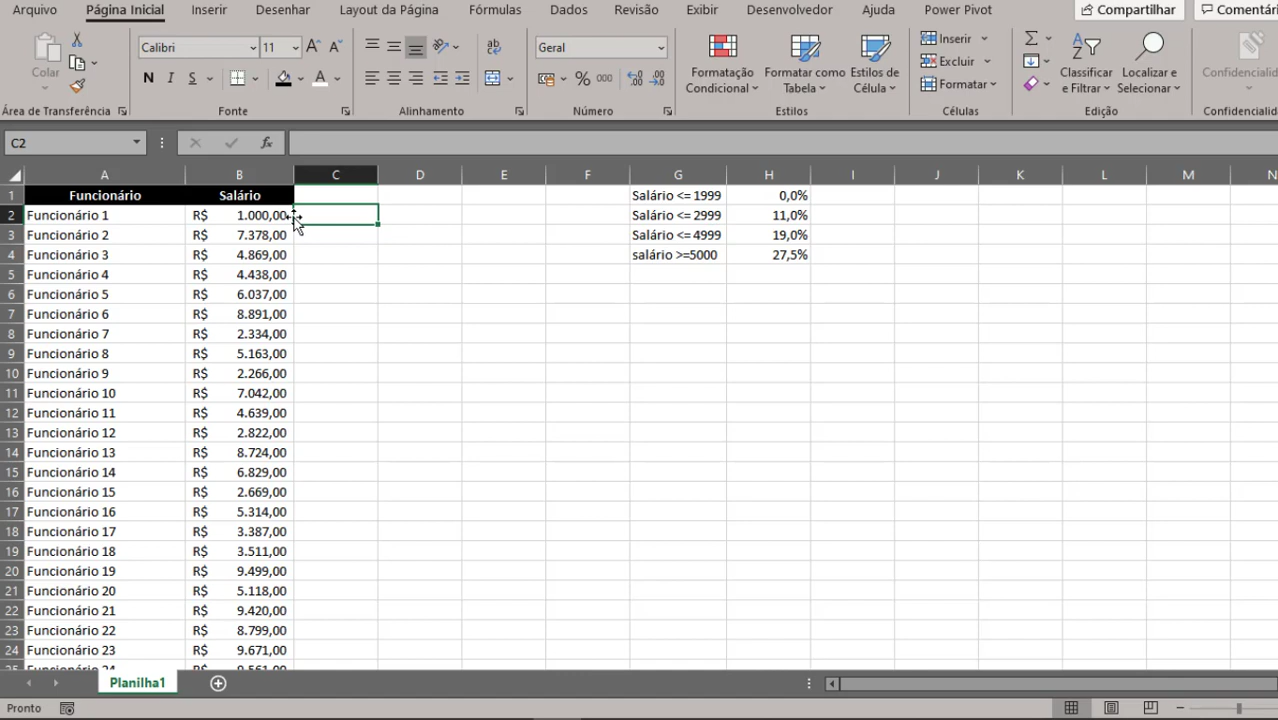 Arquivo Página Inicial Inserir Desenhar Layout da Página Fórmulas Dados Revisão Exibir Desenvolvedor Ajuda Power Pivot Compartilhar Comentári
Colar
Área de Transferência
Calibri 11
N I S A
Fonte
ab
Alinhamento
Geral
% 000
Número
Formatação Condicional
Formatar como Tabela
Estilos de Célula
Estilos
Inserir
Excluir
Formatar
Células
Classificar e Filtrar
Localizar e Selecionar
Edição
Confidencialid
Confidencialid
C2 fx
A B C D E F G H I J K L M N
1 Funcionário Salário Salário <= 1999 0,0%
2 Funcionário 1 R$ 1.000,00 Salário <= 2999 11,0%
3 Funcionário 2 R$ 7.378,00 Salário <= 4999 19,0%
4 Funcionário 3 R$ 4.869,00 salário >=5000 27,5%
5 Funcionário 4 R$ 4.438,00
6 Funcionário 5 R$ 6.037,00
7 Funcionário 6 R$ 8.891,00
8 Funcionário 7 R$ 2.334,00
9 Funcionário 8 R$ 5.163,00
10 Funcionário 9 R$ 2.266,00
11 Funcionário 10 R$ 7.042,00
12 Funcionário 11 R$ 4.639,00
13 Funcionário 12 R$ 2.822,00
14 Funcionário 13 R$ 8.724,00
15 Funcionário 14 R$ 6.829,00
16 Funcionário 15 R$ 2.669,00
17 Funcionário 16 R$ 5.314,00
18 Funcionário 17 R$ 3.387,00
19 Funcionário 18 R$ 3.511,00
20 Funcionário 19 R$ 9.499,00
21 Funcionário 20 R$ 5.118,00
22 Funcionário 21 R$ 9.420,00
23 Funcionário 22 R$ 8.799,00
24 Funcionário 23 R$ 9.671,00
25 Funcionário 24 R$ 9.561,00
Planilha1
Pronto